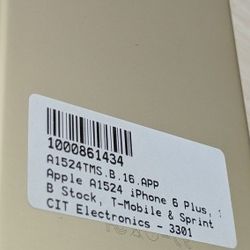 1000861434
A1524TMS.B.16.APP
Apple A1524 iPhone 6 Plus,
B Stock, T-Mobile & Sprint
CIT Electronics - 3301